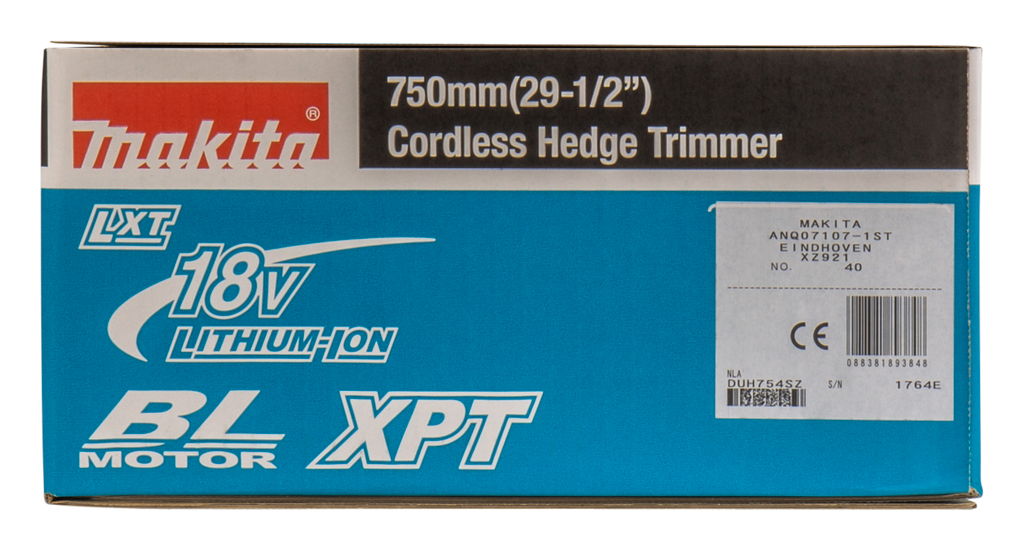 makita®
750mm(29-1/2”)
Cordless Hedge Trimmer
LXT
18V
LITHIUM-ION
BL
MOTOR
XPT
MAKITA
ANQ07107-1ST
EINDHOVEN
XZ921
NO. 40
CE
088381893848
NLA
DUH754SZ S/N 1764E